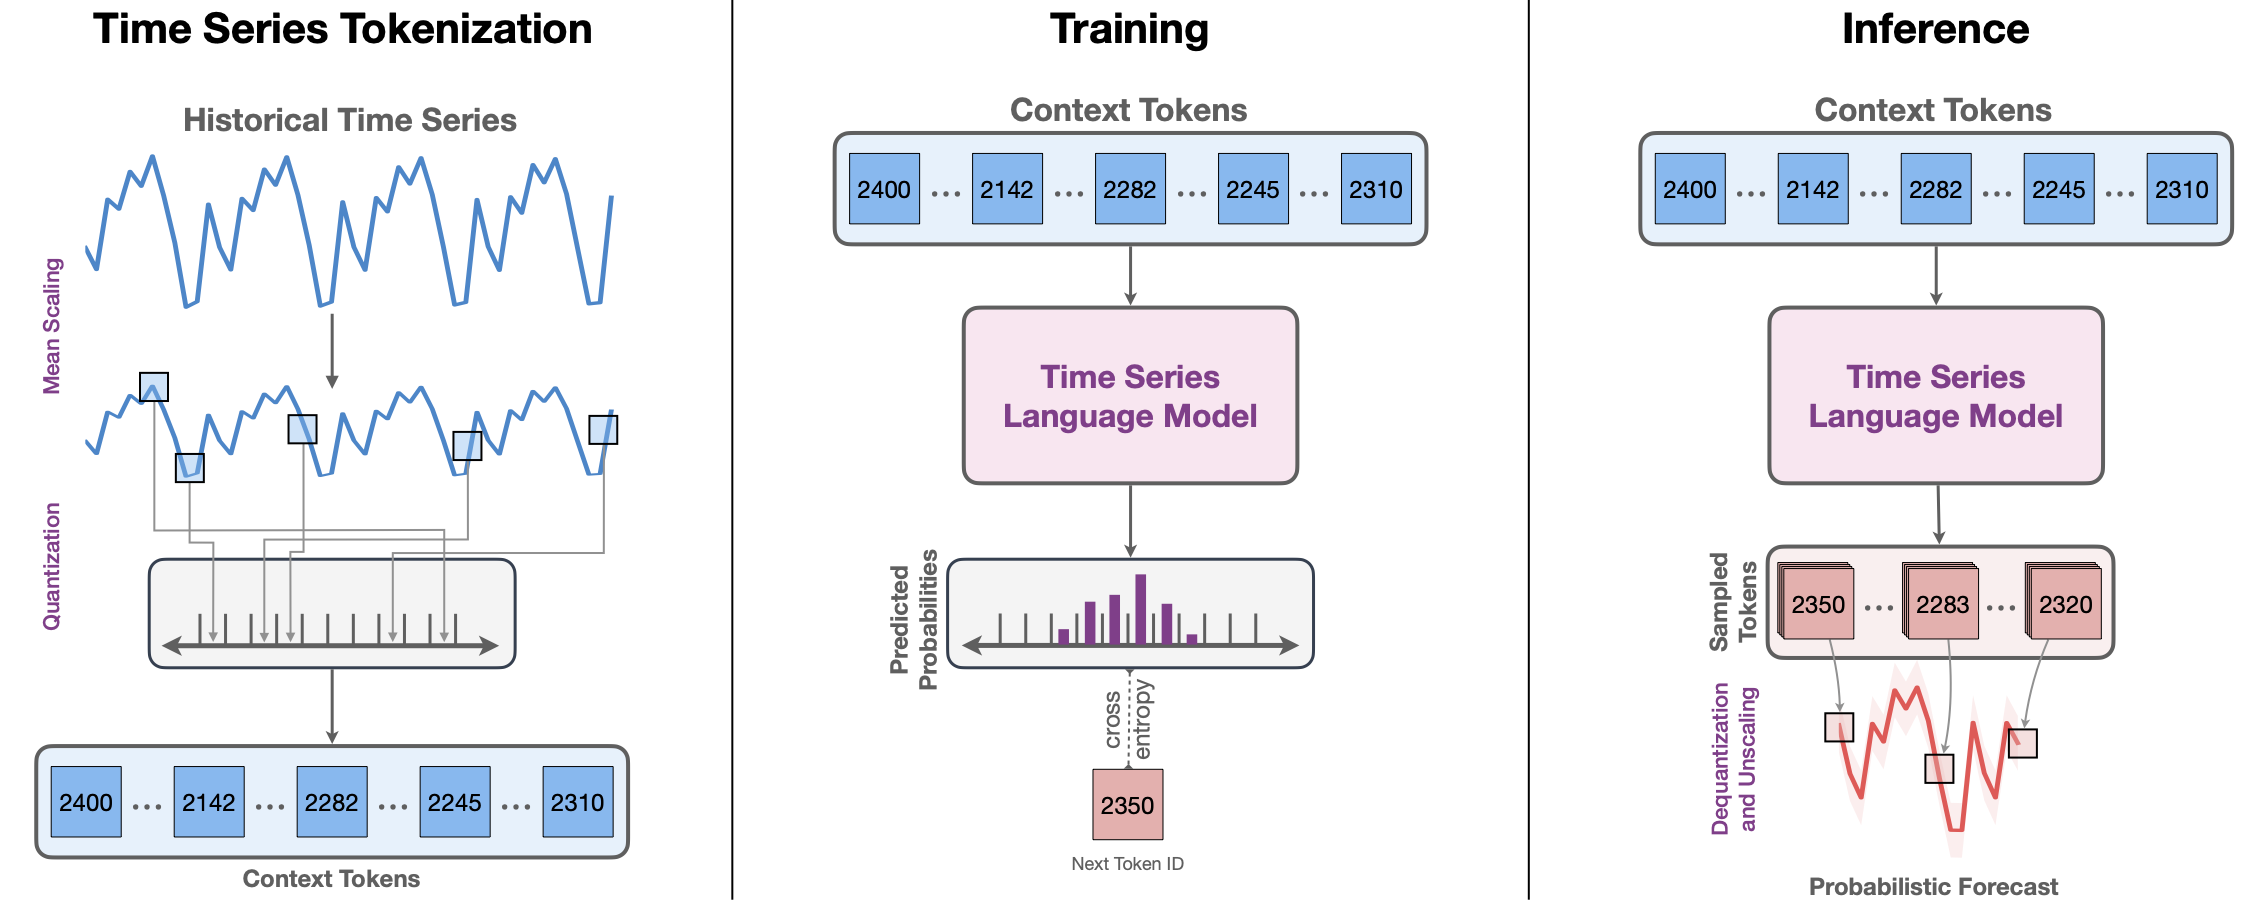 Time Series Tokenization
Historical Time Series
Mean Scaling
Quantization
2400 ... 2142 ... 2282 ... 2245 ... 2310
Context Tokens
Training
Context Tokens
2400 ... 2142 ... 2282 ... 2245 ... 2310
Time Series
Language Model
Predicted
Probabilities
cross
entropy
2350
Next Token ID
Inference
Context Tokens
2400 ... 2142 ... 2282 ... 2245 ... 2310
Time Series
Language Model
Sampled
Tokens
2350 ... 2283 ... 2320
Dequantization
and Unscaling
Probabilistic Forecast